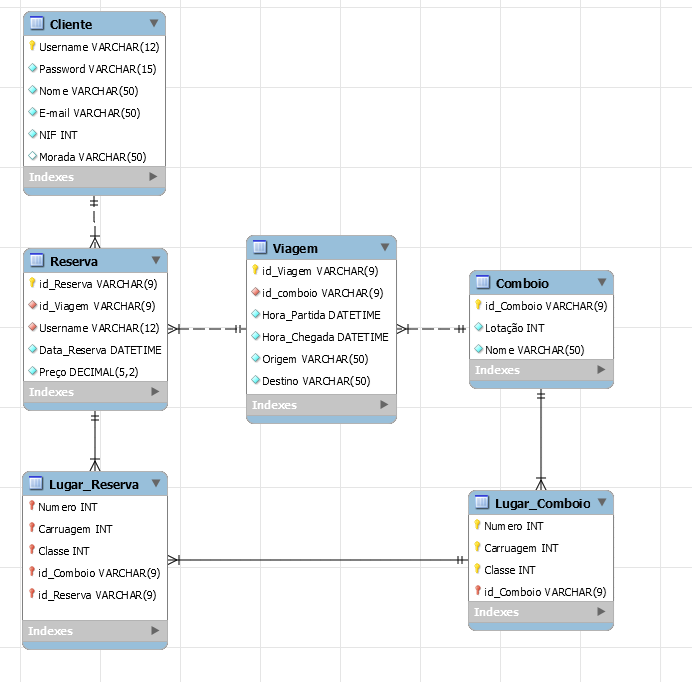 Cliente
Username VARCHAR(12)
Password VARCHAR(15)
Nome VARCHAR(50)
E-mail VARCHAR(50)
NIF INT
Morada VARCHAR(50)
Indexes
Reserva
id_Reserva VARCHAR(9)
id_Viagem VARCHAR(9)
Username VARCHAR(12)
Data_Reserva DATETIME
Preço DECIMAL(5,2)
Indexes
Viagem
id_Viagem VARCHAR(9)
id_comboio VARCHAR(9)
Hora_Partida DATETIME
Hora_Chegada DATETIME
Origem VARCHAR(50)
Destino VARCHAR(50)
Indexes
Comboio
id_Comboio VARCHAR(9)
Lotação INT
Nome VARCHAR(50)
Indexes
Lugar_Reserva
Numero INT
Carruagem INT
Classe INT
id_Comboio VARCHAR(9)
id_Reserva VARCHAR(9)
Indexes
Lugar_Comboio
Numero INT
Carruagem INT
Classe INT
id_Comboio VARCHAR(9)
Indexes